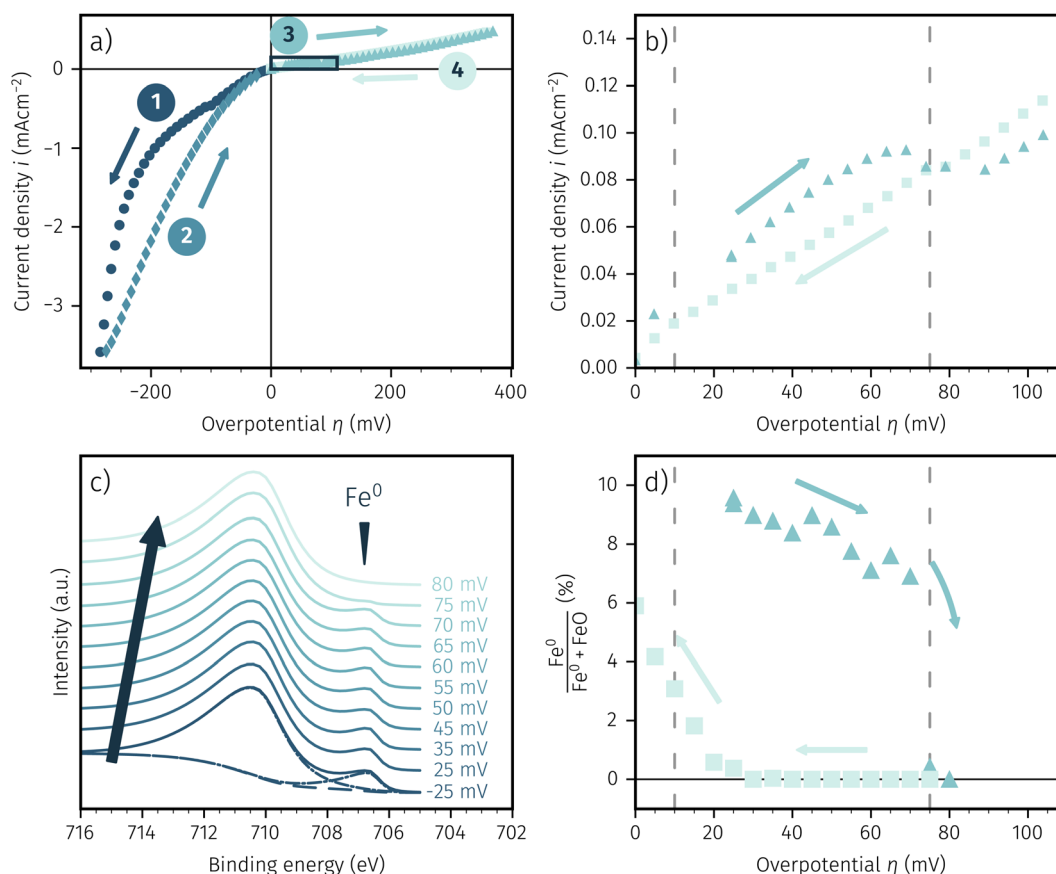 a)
3
4
1
2
0
−1
−2
−3
Current density i (mAcm⁻²)
−200
0
200
400
Overpotential η (mV)
b)
0.14
0.12
0.10
0.08
0.06
0.04
0.02
0.00
Current density i (mAcm⁻²)
0
20
40
60
80
100
Overpotential η (mV)
c)
Fe⁰
80 mV
75 mV
70 mV
65 mV
60 mV
55 mV
50 mV
45 mV
35 mV
25 mV
-25 mV
Intensity (a.u.)
716
714
712
710
708
706
704
702
Binding energy (eV)
d)
10
8
6
4
2
0
Fe⁰
Fe⁰ + FeO
(%)
0
20
40
60
80
100
Overpotential η (mV)